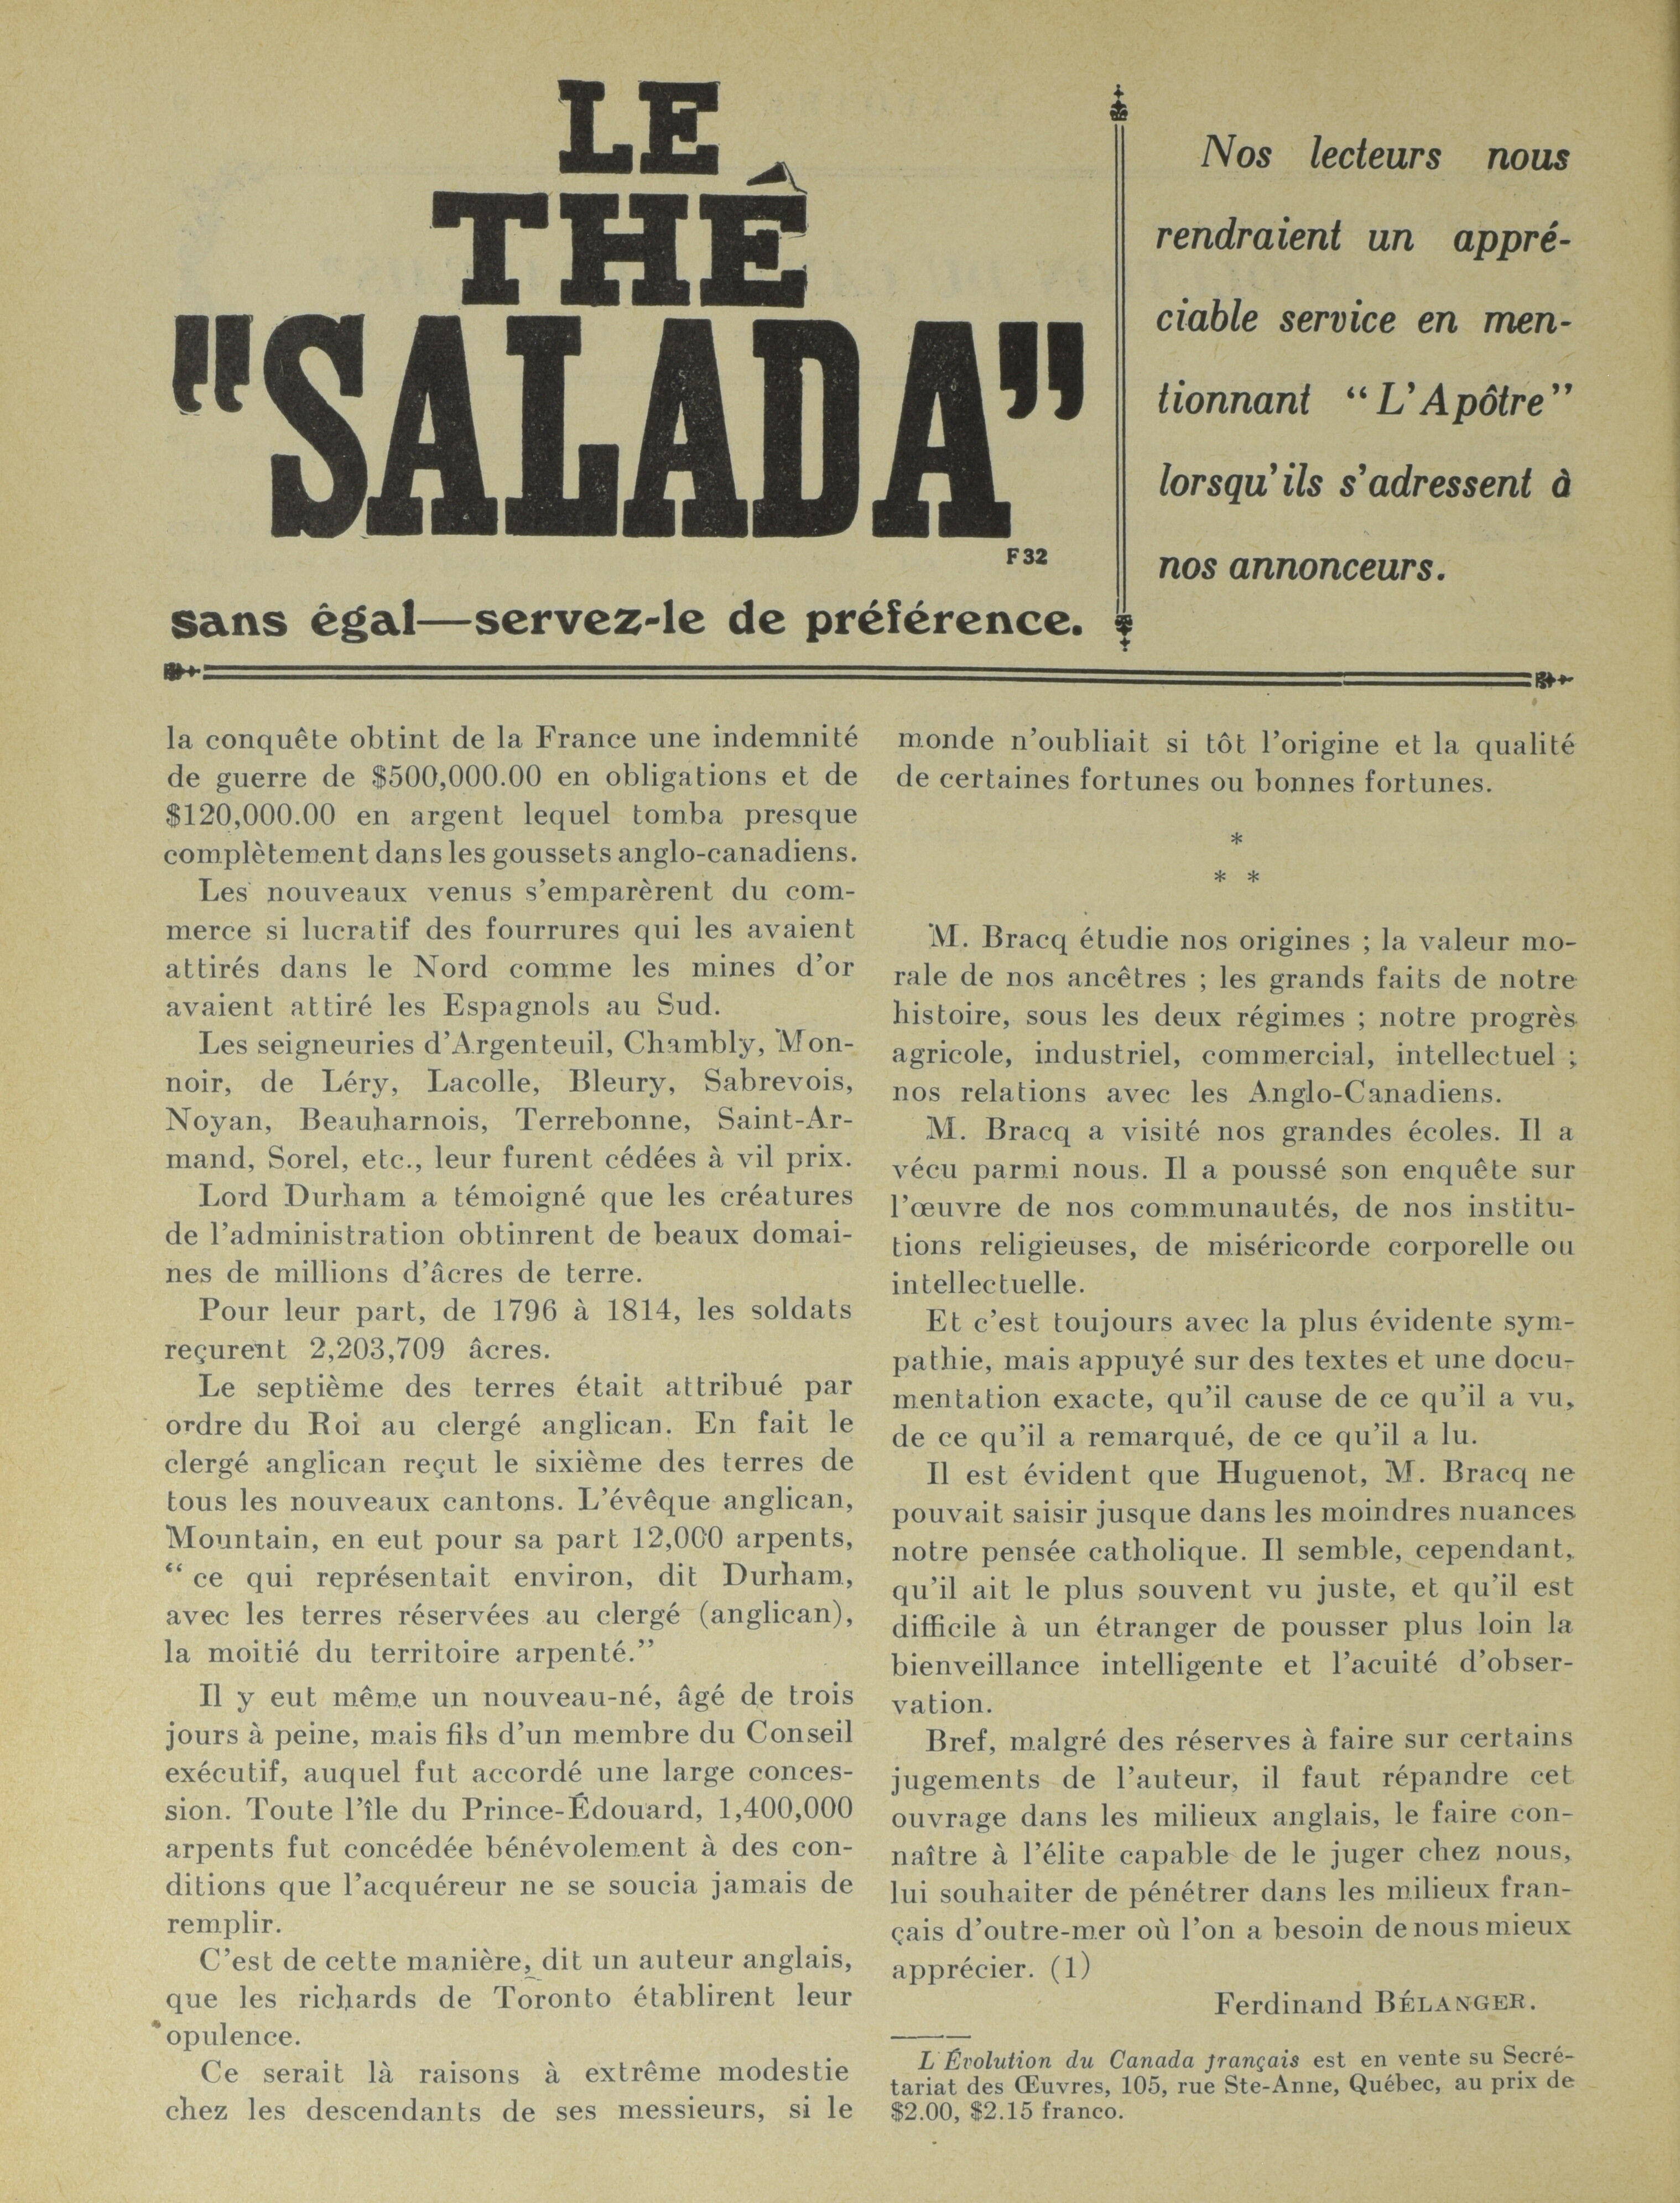 LE
THÉ
"SALADA"
F 32
sans égal—servez-le de préférence.
Nos lecteurs nous
rendraient un appré-
ciable service en men-
tionnant “L'Apôtre”
lorsqu'ils s'adressent à
nos annonceurs.
la conquête obtint de la France une indemnité
de guerre de $500,000.00 en obligations et de
$120,000.00 en argent lequel tomba presque
complètement dans les goussets anglo-canadiens.
Les nouveaux venus s'emparèrent du com-
merce si lucratif des fourrures qui les avaient
attirés dans le Nord comme les mines d'or
avaient attiré les Espagnols au Sud.
Les seigneuries d'Argenteuil, Chambly, Mon-
noir, de Léry, Lacolle, Bleury, Sabrevois,
Noyan, Beauharnois, Terrebonne, Saint-Ar-
mand, Sorel, etc., leur furent cédées à vil prix.
Lord Durham a témoigné que les créatures
de l'administration obtinrent de beaux domai-
nes de millions d'âcres de terre.
Pour leur part, de 1796 à 1814, les soldats
reçurent 2,203,709 âcres.
Le septième des terres était attribué par
ordre du Roi au clergé anglican. En fait le
clergé anglican reçut le sixième des terres de
tous les nouveaux cantons. L'évêque anglican,
Mountain, en eut pour sa part 12,000 arpents,
“ ce qui représentait environ, dit Durham,
avec les terres réservées au clergé (anglican),
la moitié du territoire arpenté.”
Il y eut même un nouveau-né, âgé de trois
jours à peine, mais fils d'un membre du Conseil
exécutif, auquel fut accordé une large conces-
sion. Toute l'île du Prince-Édouard, 1,400,000
arpents fut concédée bénévolement à des con-
ditions que l'acquéreur ne se soucia jamais de
remplir.
C'est de cette manière, dit un auteur anglais,
que les richards de Toronto établirent leur
opulence.
Ce serait là raisons à extrême modestie
chez les descendants de ses messieurs, si le
monde n'oubliait si tôt l'origine et la qualité
de certaines fortunes ou bonnes fortunes.
*
* *
M. Bracq étudie nos origines ; la valeur mo-
rale de nos ancêtres ; les grands faits de notre
histoire, sous les deux régimes ; notre progrès
agricole, industriel, commercial, intellectuel ;
nos relations avec les Anglo-Canadiens.
M. Bracq a visité nos grandes écoles. Il a
vécu parmi nous. Il a poussé son enquête sur
l'œuvre de nos communautés, de nos institu-
tions religieuses, de miséricorde corporelle ou
intellectuelle.
Et c'est toujours avec la plus évidente sym-
pathie, mais appuyé sur des textes et une docu-
mentation exacte, qu'il cause de ce qu'il a vu,
de ce qu'il a remarqué, de ce qu'il a lu.
Il est évident que Huguenot, M. Bracq ne
pouvait saisir jusque dans les moindres nuances
notre pensée catholique. Il semble, cependant,
qu'il ait le plus souvent vu juste, et qu'il est
difficile à un étranger de pousser plus loin la
bienveillance intelligente et l'acuité d'obser-
vation.
Bref, malgré des réserves à faire sur certains
jugements de l'auteur, il faut répandre cet
ouvrage dans les milieux anglais, le faire con-
naître à l'élite capable de le juger chez nous,
lui souhaiter de pénétrer dans les milieux fran-
çais d'outre-mer où l'on a besoin de nous mieux
apprécier. (1)
Ferdinand BÉLANGER.
L'Évolution du Canada français est en vente su Secré-
tariat des Œuvres, 105, rue Ste-Anne, Québec, au prix de
$2.00, $2.15 franco.